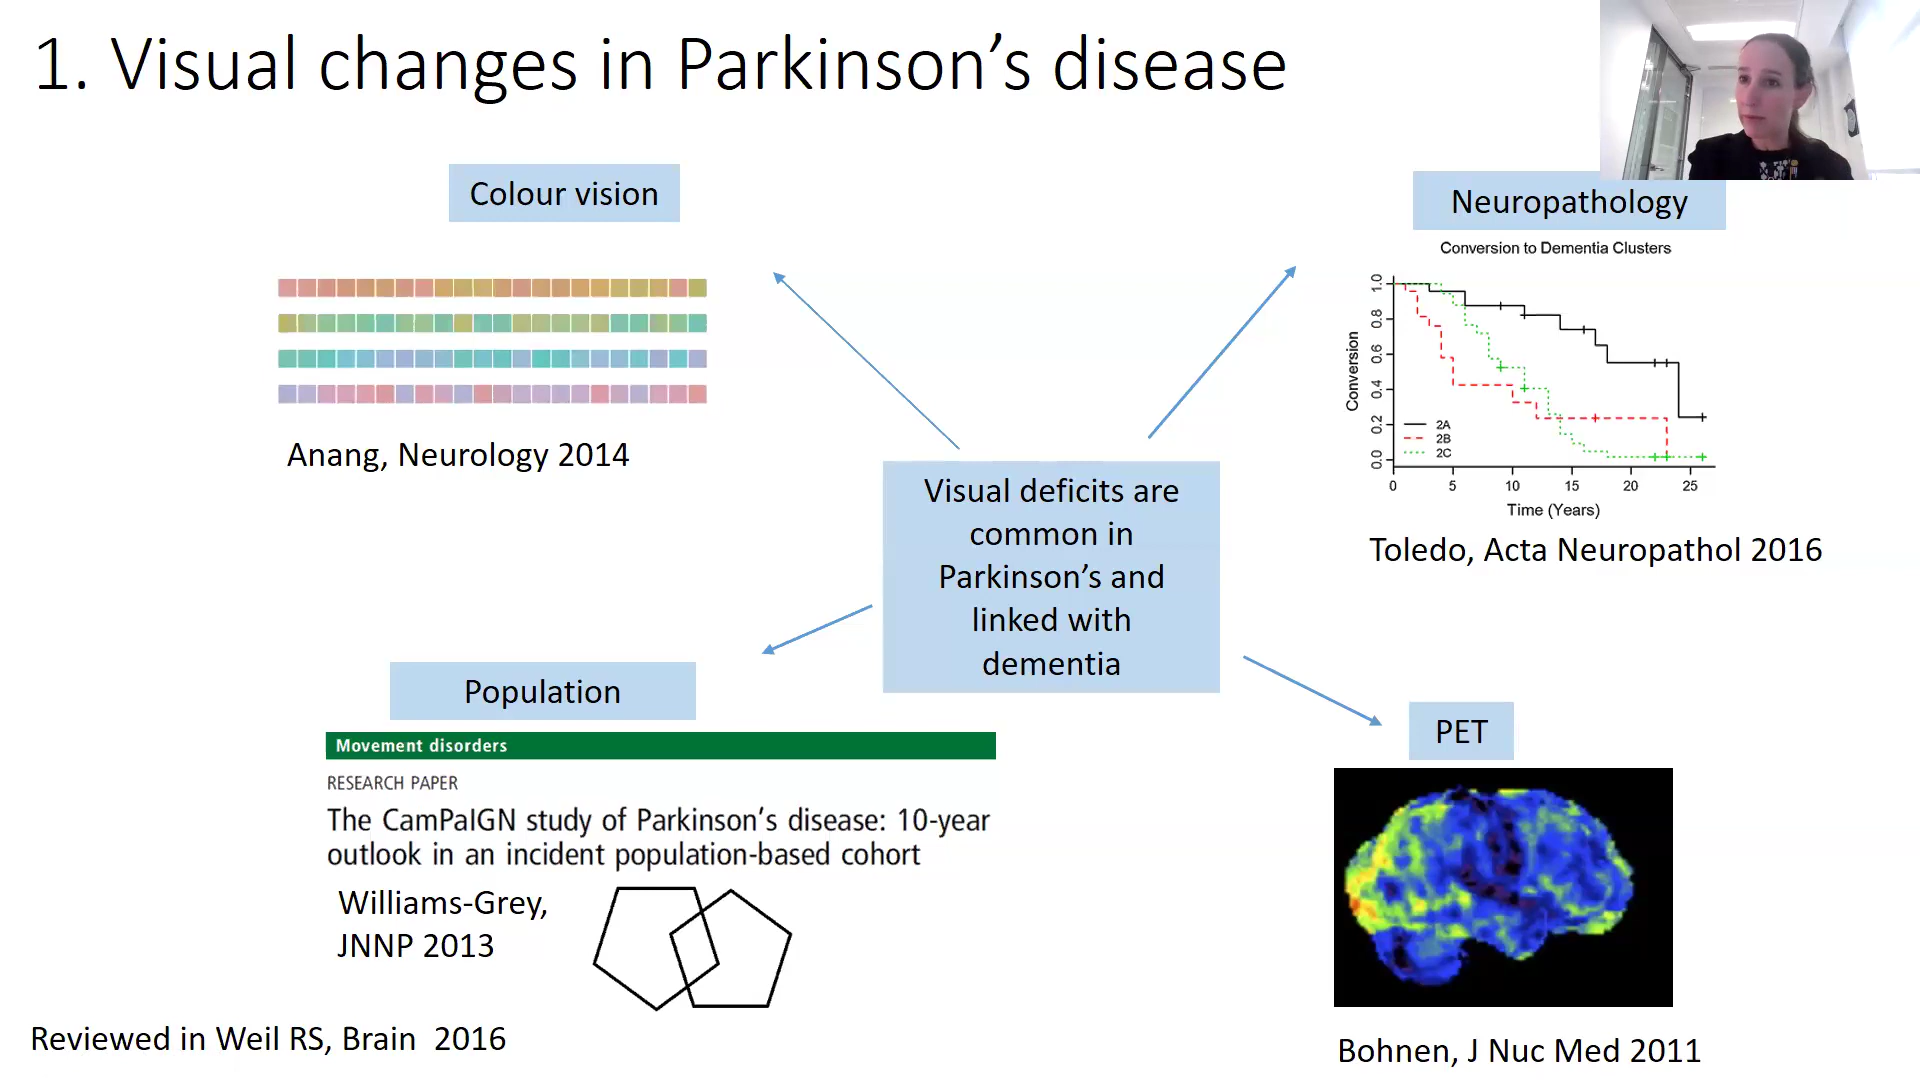 1. Visual changes in Parkinson’s disease
Colour vision
Anang, Neurology 2014
Neuropathology
Conversion to Dementia Clusters
Conversion
1.0
0.8
0.6
0.4
0.2
0.0
2A
2B
2C
0 5 10 15 20 25
Time (Years)
Toledo, Acta Neuropathol 2016
Visual deficits are
common in
Parkinson’s and
linked with
dementia
Population
Movement disorders
RESEARCH PAPER
The CamPaIGN study of Parkinson’s disease: 10-year
outlook in an incident population-based cohort
Williams-Grey,
JNNP 2013
PET
Bohnen, J Nuc Med 2011
Reviewed in Weil RS, Brain 2016